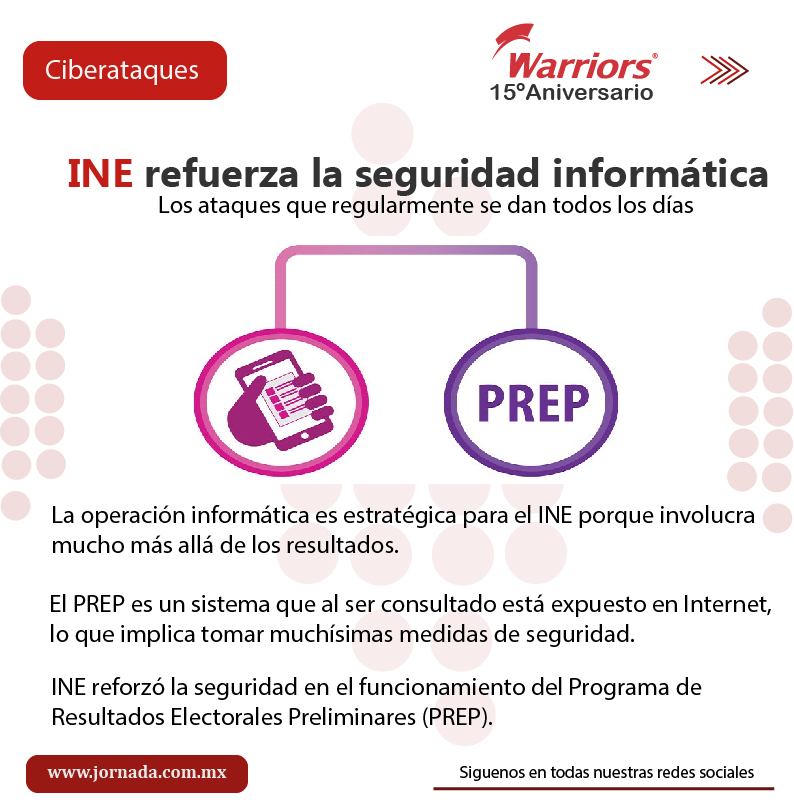 Ciberataques
Warriors®
15ºAniversario
INE refuerza la seguridad informática
Los ataques que regularmente se dan todos los días
PREP
La operación informática es estratégica para el INE porque involucra
mucho más allá de los resultados.
El PREP es un sistema que al ser consultado está expuesto en Internet,
lo que implica tomar muchísimas medidas de seguridad.
INE reforzó la seguridad en el funcionamiento del Programa de
Resultados Electorales Preliminares (PREP).
www.jornada.com.mx
Siguenos en todas nuestras redes sociales